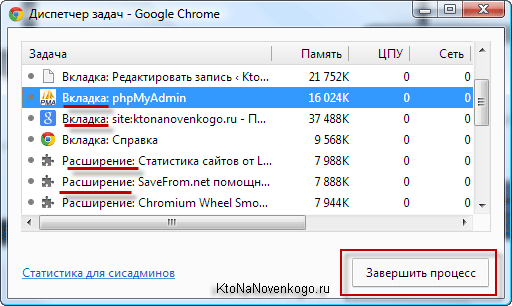 Диспетчер задач - Google Chrome
Задача Память ЦПУ Сеть
Вкладка: Редактировать запись ‹ Kto... 21 752K 0 0
PMA Вкладка: phpMyAdmin 16 024K 0 0
Вкладка: site:ktonanovenkogo.ru - П... 37 488K 0 0
Вкладка: Справка 9 568K 0 0
Расширение: Статистика сайтов от L... 7 988K 0 0
Расширение: SaveFrom.net помощн... 7 888K 0 0
Расширение: Chromium Wheel Smo... 7 944K 0 0
Статистика для сисадминов
Завершить процесс
KtoNaNovenkogo.ru